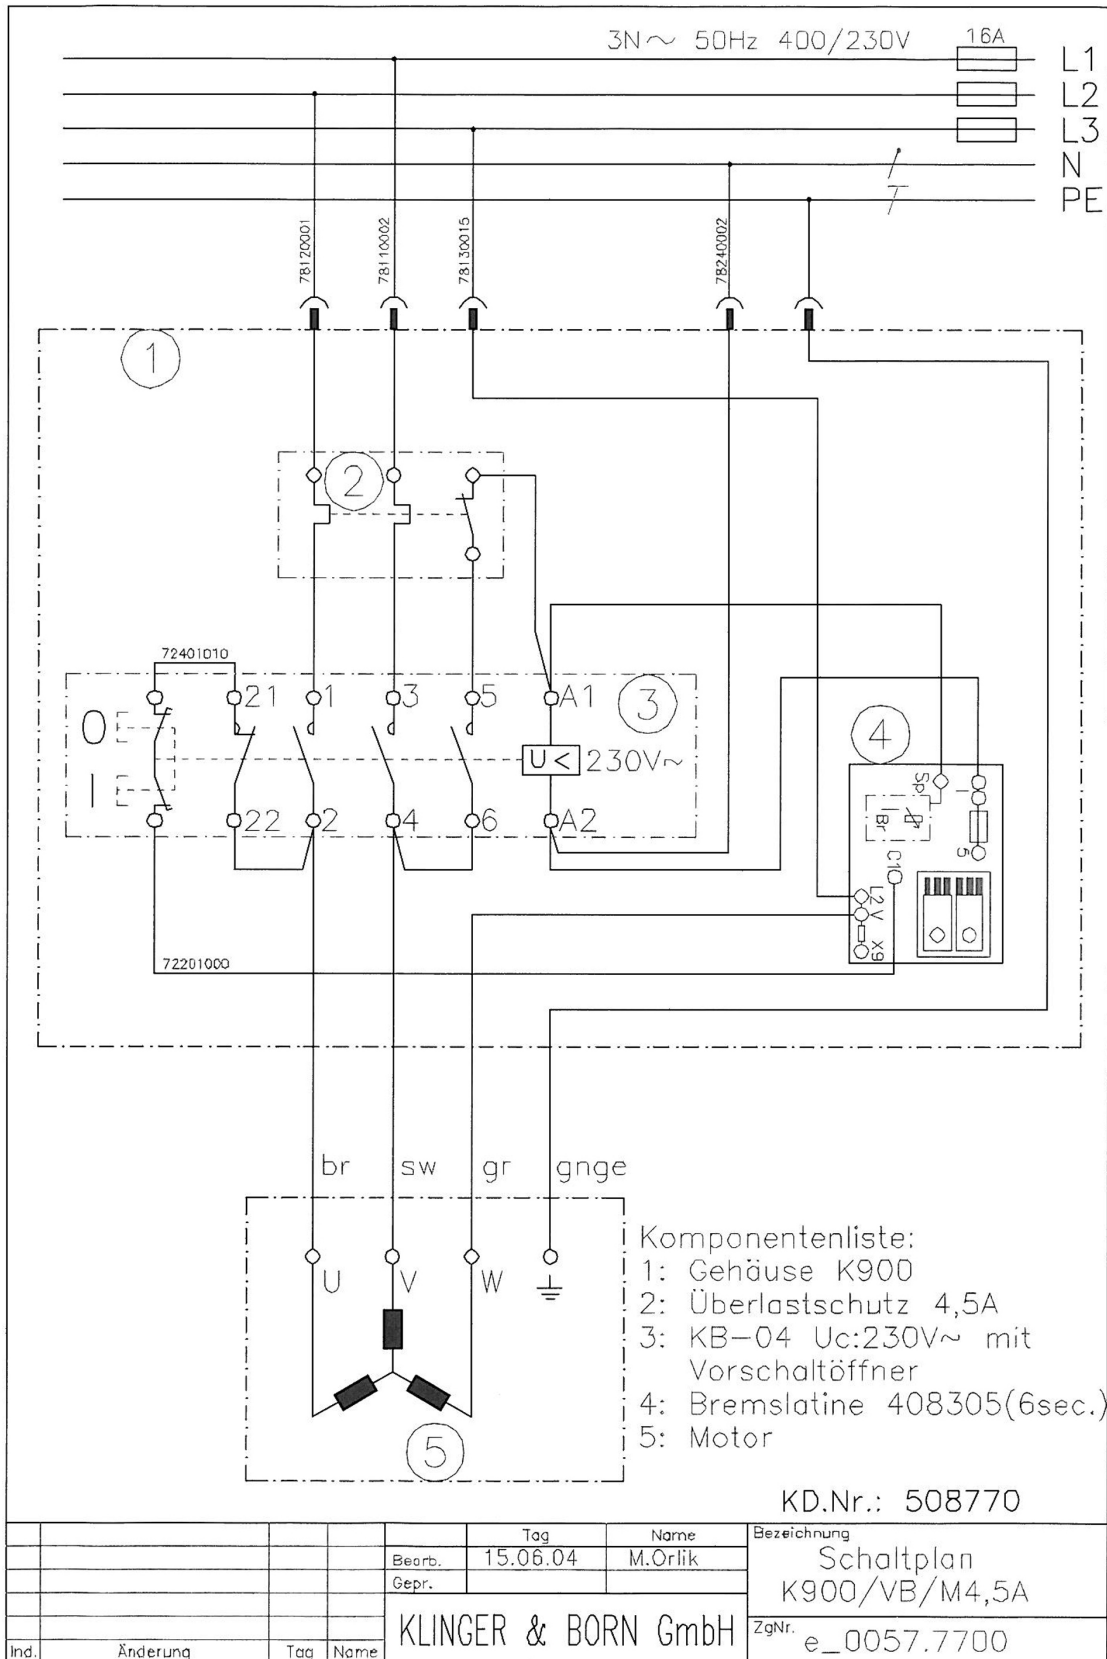 3N~ 50Hz 400/230V
16A
L1
L2
L3
N
PE
78120001
78110002
78130015
78240002
1
2
72401010
0
21
1
3
5
A1
3
U<
230V~
I
22
2
4
6
A2
4
Sp
I
IBr
5
C1
L2
V
X9
72201000
br
sw
gr
gnge
U
V
W
5
Komponentenliste:
1: Gehäuse K900
2: Überlastschutz 4,5A
3: KB-04 Uc:230V~ mit
Vorschaltöffner
4: Bremslatine 408305(6sec.)
5: Motor
KD.Nr.: 508770
Tag Name
Bearb. 15.06.04 M.Orlik
Gepr.
Bezeichnung
Schaltplan
K900/VB/M4,5A
KLINGER & BORN GmbH
ZgNr. e_0057.7700
Ind. Änderung Tag Name